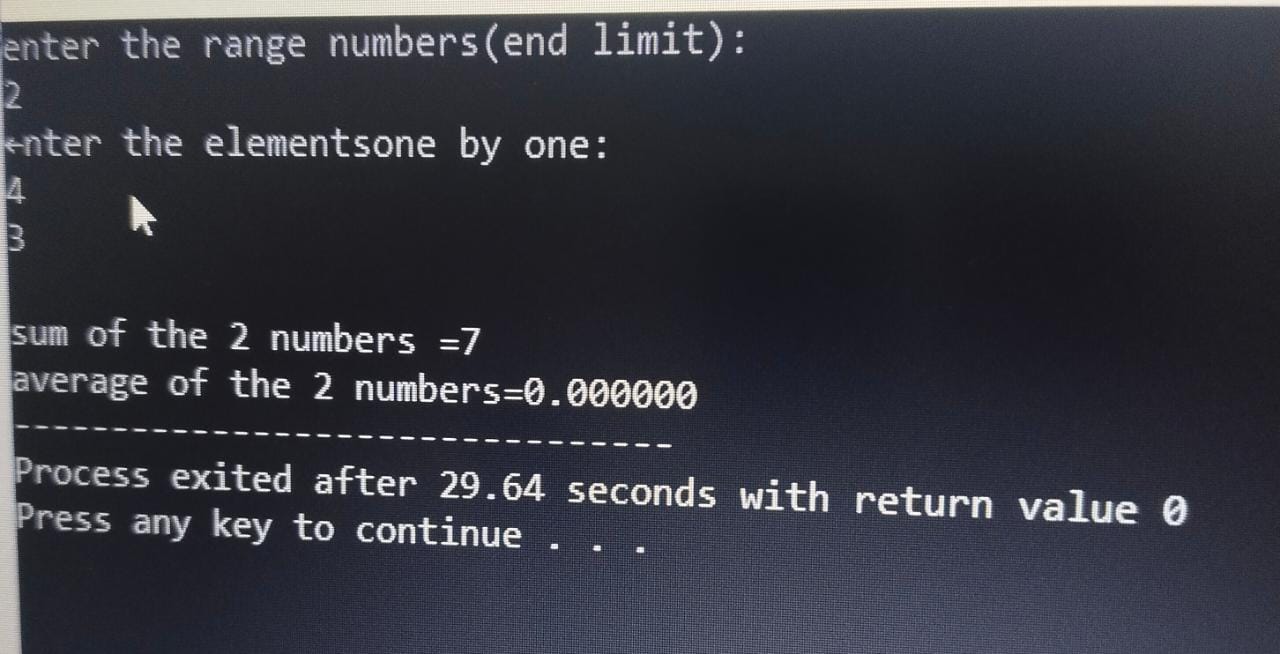 enter the range numbers(end limit):
2
←nter the elementsone by one:
4
3
sum of the 2 numbers =7
average of the 2 numbers=0.000000
--------------------------------
Process exited after 29.64 seconds with return value 0
Press any key to continue . . .